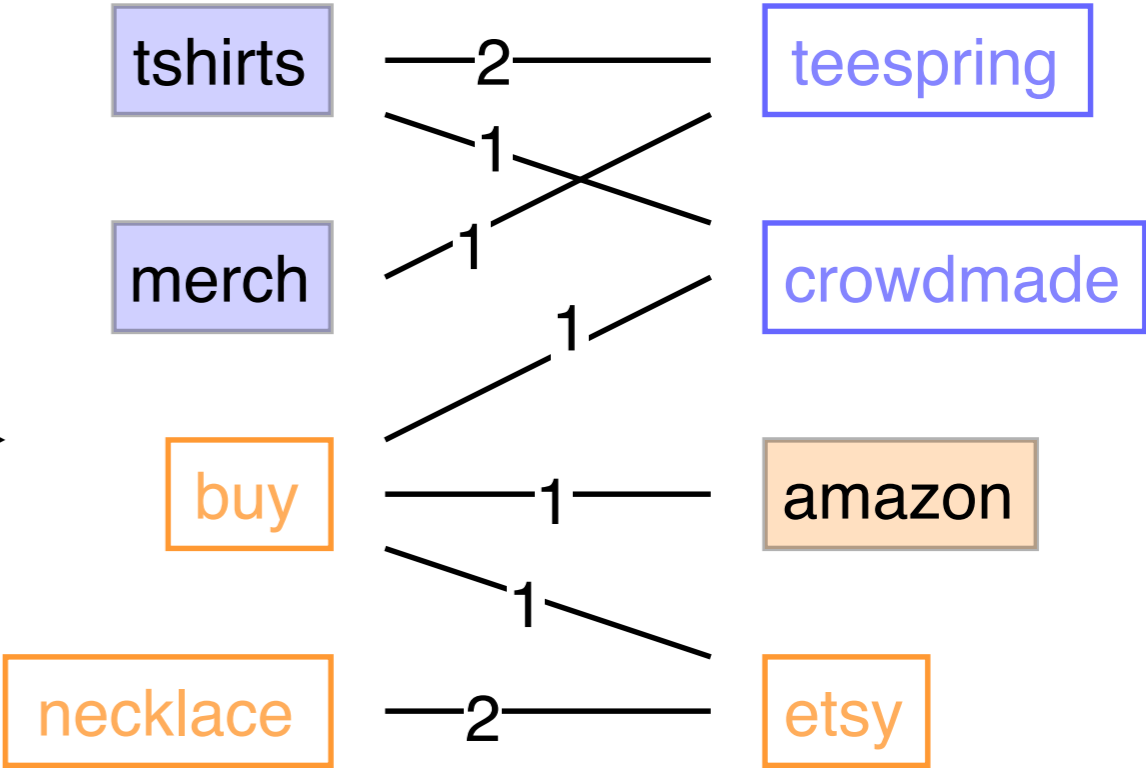 tshirts 2 teespring
1
merch 1 crowdmade
1
buy 1 amazon
1
necklace 2 etsy